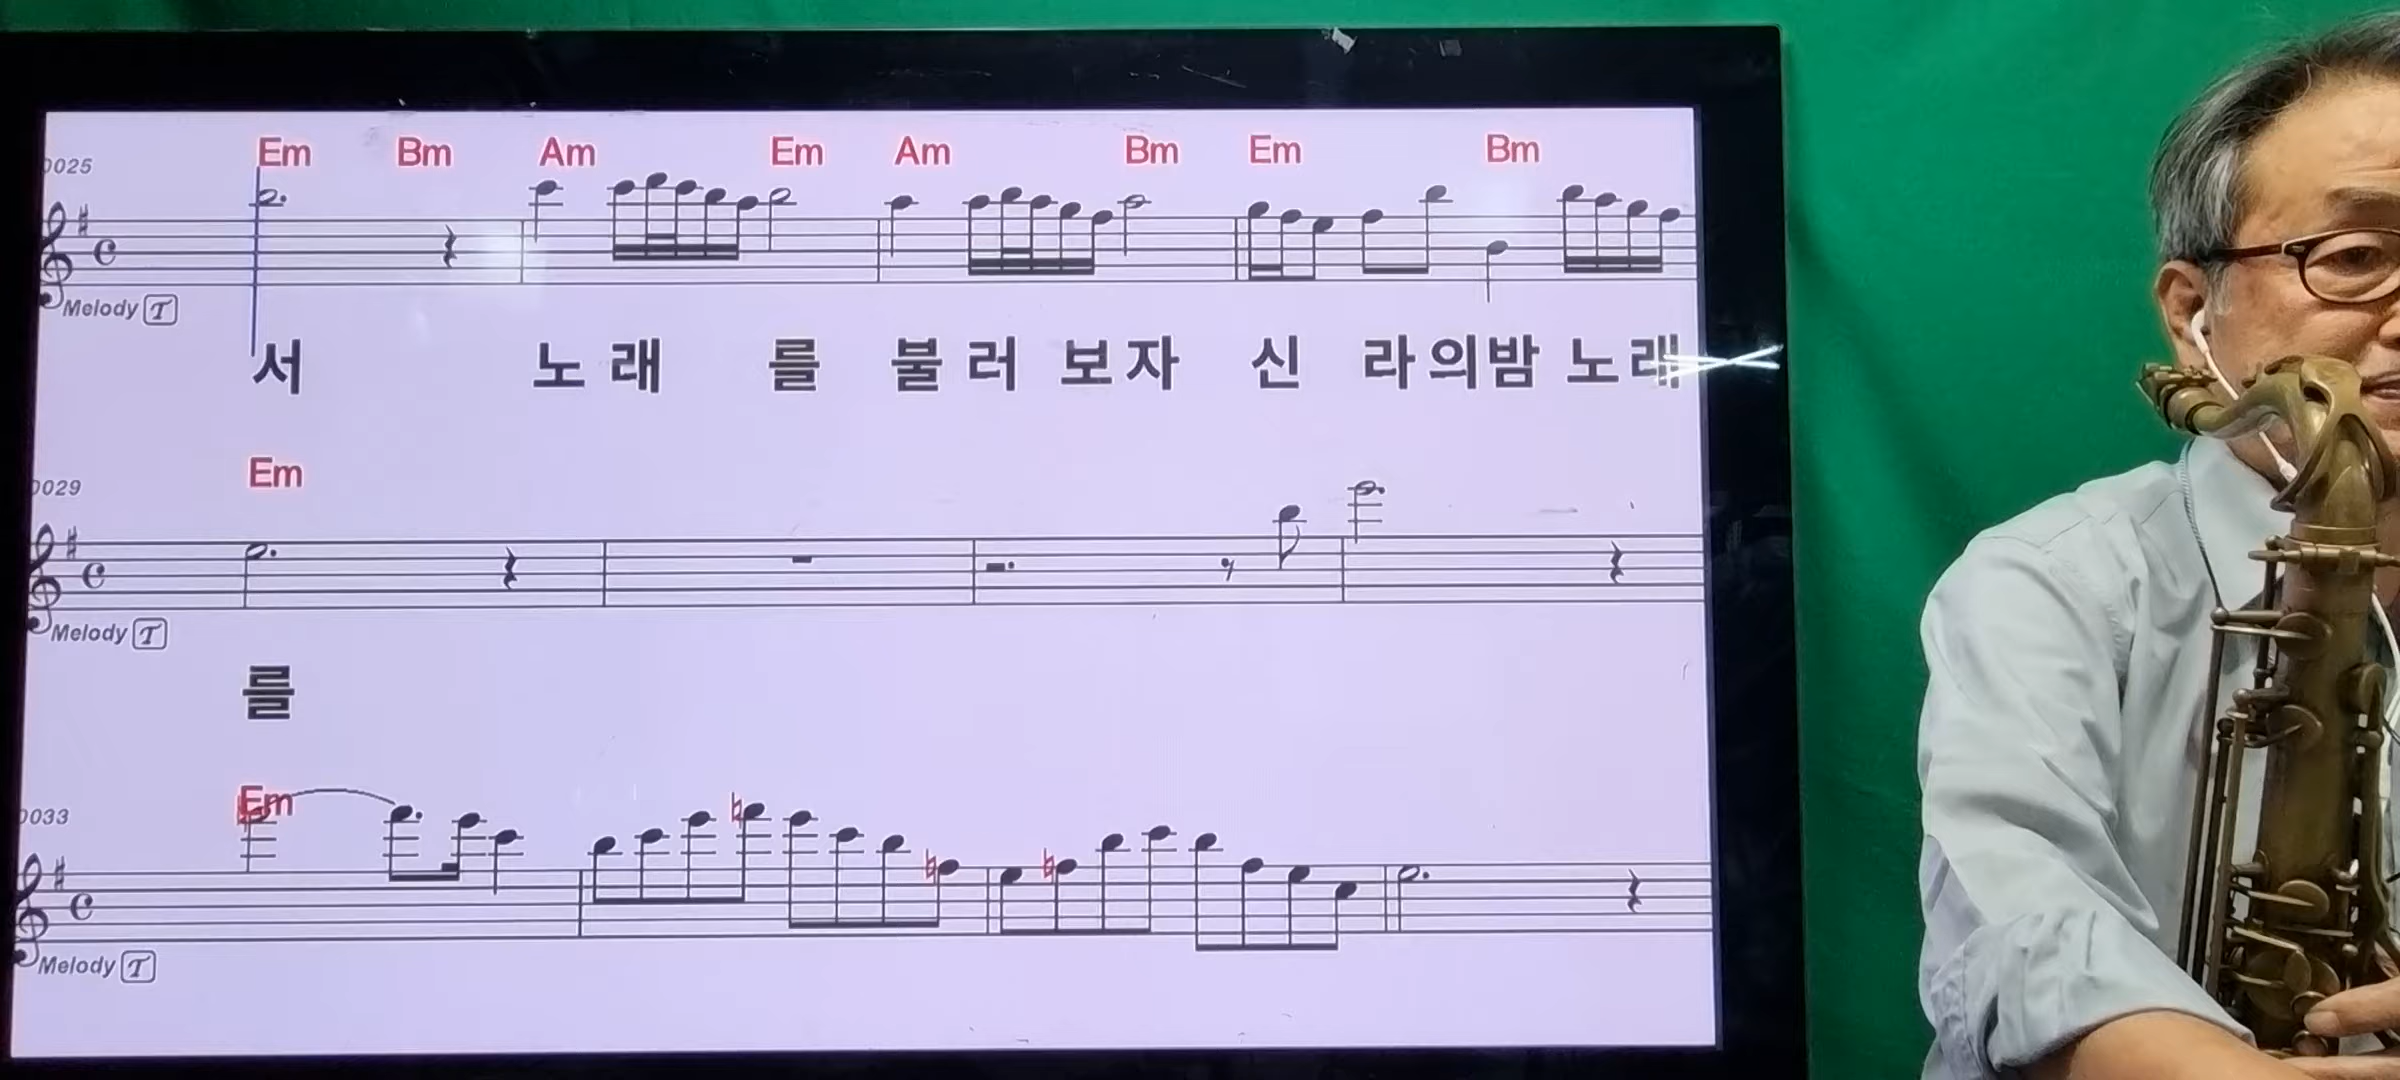 Em Bm Am Em Am Bm Em Bm
0025
Melody T
서 노 래 를 불 러 보 자 신 라 의 밤 노 래
Em
0029
Melody T
를
Em
0033
Melody T